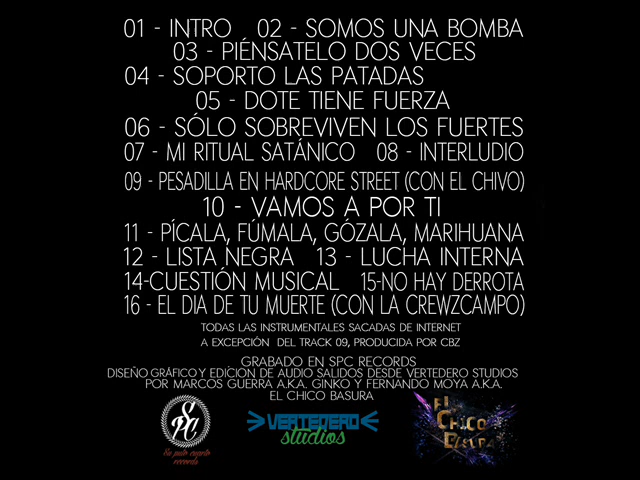 01 - INTRO   02 - SOMOS UNA BOMBA
03 - PIÉNSATELO DOS VECES
04 - SOPORTO LAS PATADAS
05 - DOTE TIENE FUERZA
06 - SÓLO SOBREVIVEN LOS FUERTES
07 - MI RITUAL SATÁNICO   08 - INTERLUDIO
09 - PESADILLA EN HARDCORE STREET (CON EL CHIVO)
10 - VAMOS A POR TI
11 - PÍCALA, FÚMALA, GÓZALA, MARIHUANA
12 - LISTA NEGRA   13 - LUCHA INTERNA
14-CUESTIÓN MUSICAL   15-NO HAY DERROTA
16 - EL DIA DE TU MUERTE (CON LA CREWZCAMPO)
TODAS LAS INSTRUMENTALES SACADAS DE INTERNET
A EXCEPCIÓN DEL TRACK 09, PRODUCIDA POR CBZ
GRABADO EN SPC RECORDS
DISEÑO GRÁFICO Y EDICION DE AUDIO SALIDOS DESDE VERTEDERO STUDIOS
POR MARCOS GUERRA A.K.A. GINKO Y FERNANDO MOYA A.K.A.
EL CHICO BASURA
SPC
Su puto cuarto
records
VERTEDERO
studios
EL
CHICO
BASURA